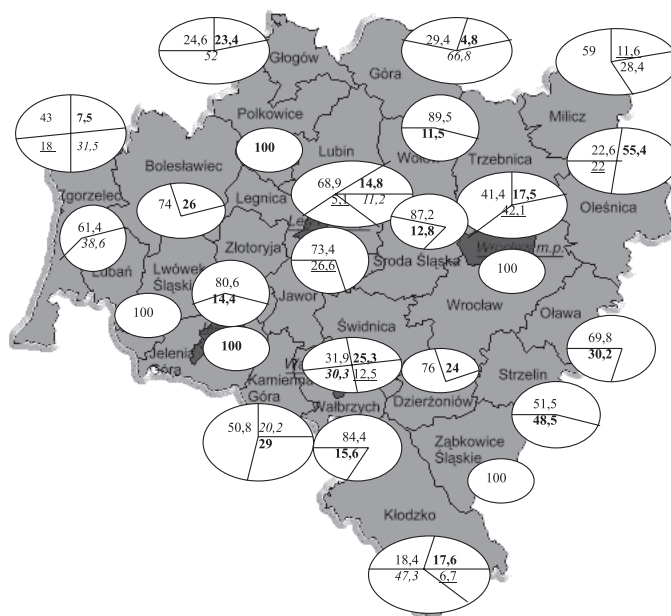 24,6 23,4
52
29,4 4,8
66,8
59 11,6
28,4
Głogów
Góra
Milicz
43 7,5
18 31,5
Polkowice
100
89,5
11,5
Lubin
Wołów
Trzebnica
22,6 55,4
22
Bolesławiec
74 26
Legnica
68,9 14,8
5,1 11,2
41,4 17,5
42,1
Oleśnica
Zgorzelec
61,4
38,6
87,2
12,8
Złotoryja
73,4
26,6
Środa Śląska
100
Lubań
Lwówek
Śląski
80,6
14,4
Jawor
Wrocław
Oława
100
100
Świdnica
69,8
30,2
Jelenia
Góra
31,9 25,3
30,3 12,5
76 24
Strzelin
Kamienna
Góra
Wałbrzych
Dzierżoniów
51,5
48,5
50,8 20,2
29
84,4
15,6
Ząbkowice
Śląskie
100
Kłodzko
18,4 17,6
47,3 6,7